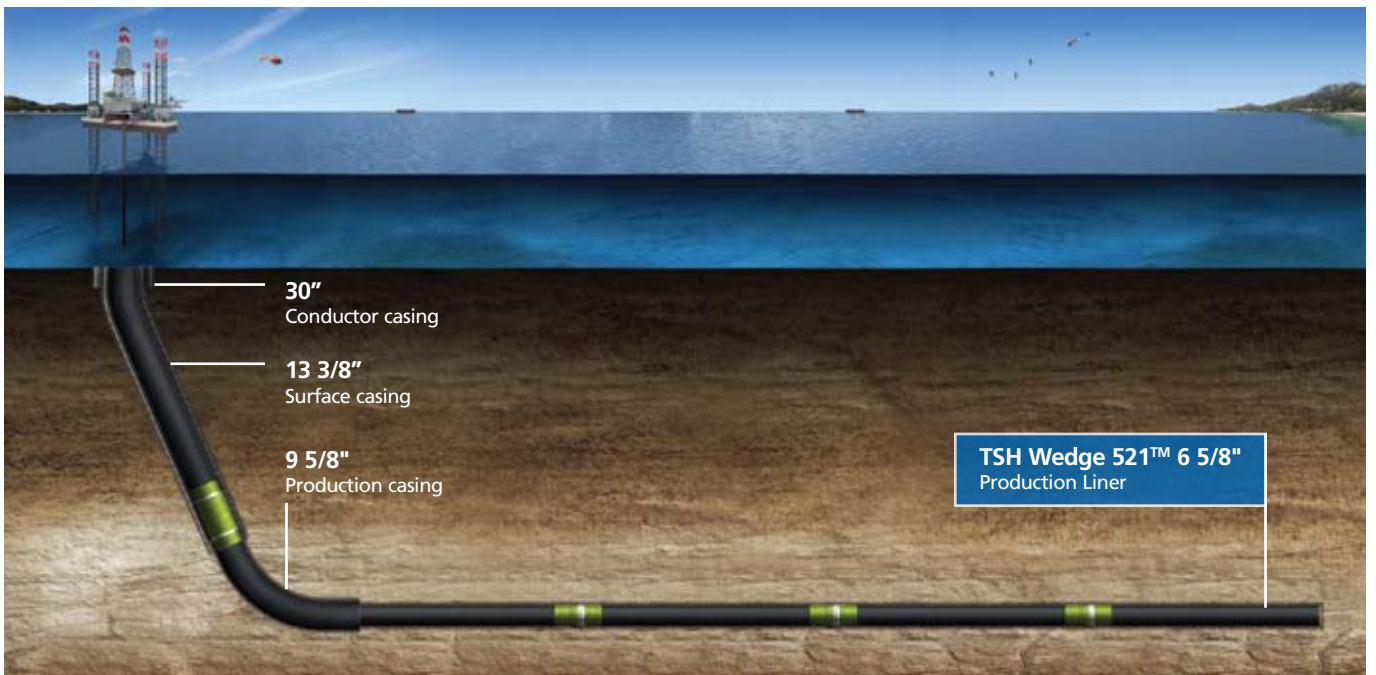 30”
Conductor casing
13 3/8”
Surface casing
9 5/8"
Production casing
TSH Wedge 521™ 6 5/8"
Production Liner